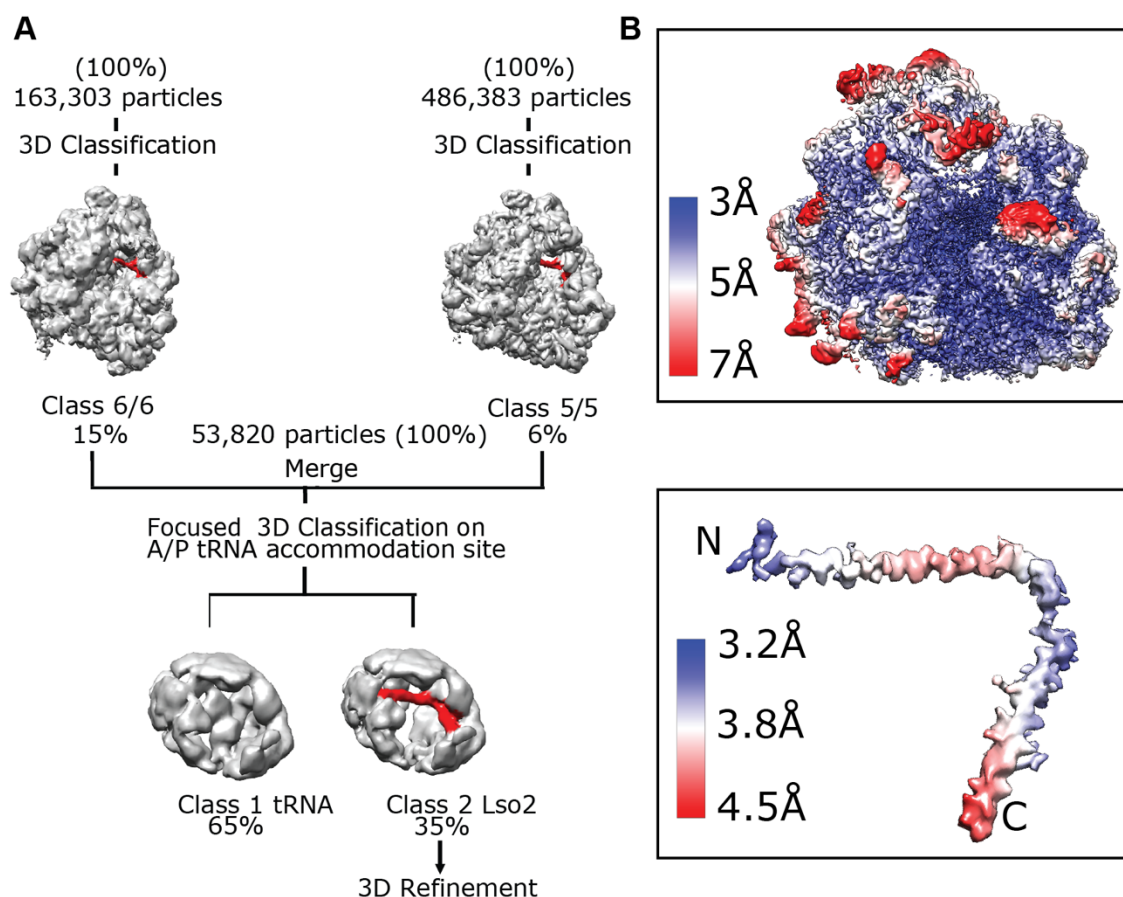 A
(100%)
163,303 particles
3D Classification
(100%)
486,383 particles
3D Classification
Class 6/6
15%
53,820 particles (100%)
Class 5/5
6%
Merge
Focused 3D Classification on
A/P tRNA accommodation site
Class 1 tRNA
65%
Class 2 Lso2
35%
3D Refinement
B
3Å
5Å
7Å
N
3.2Å
3.8Å
4.5Å
C